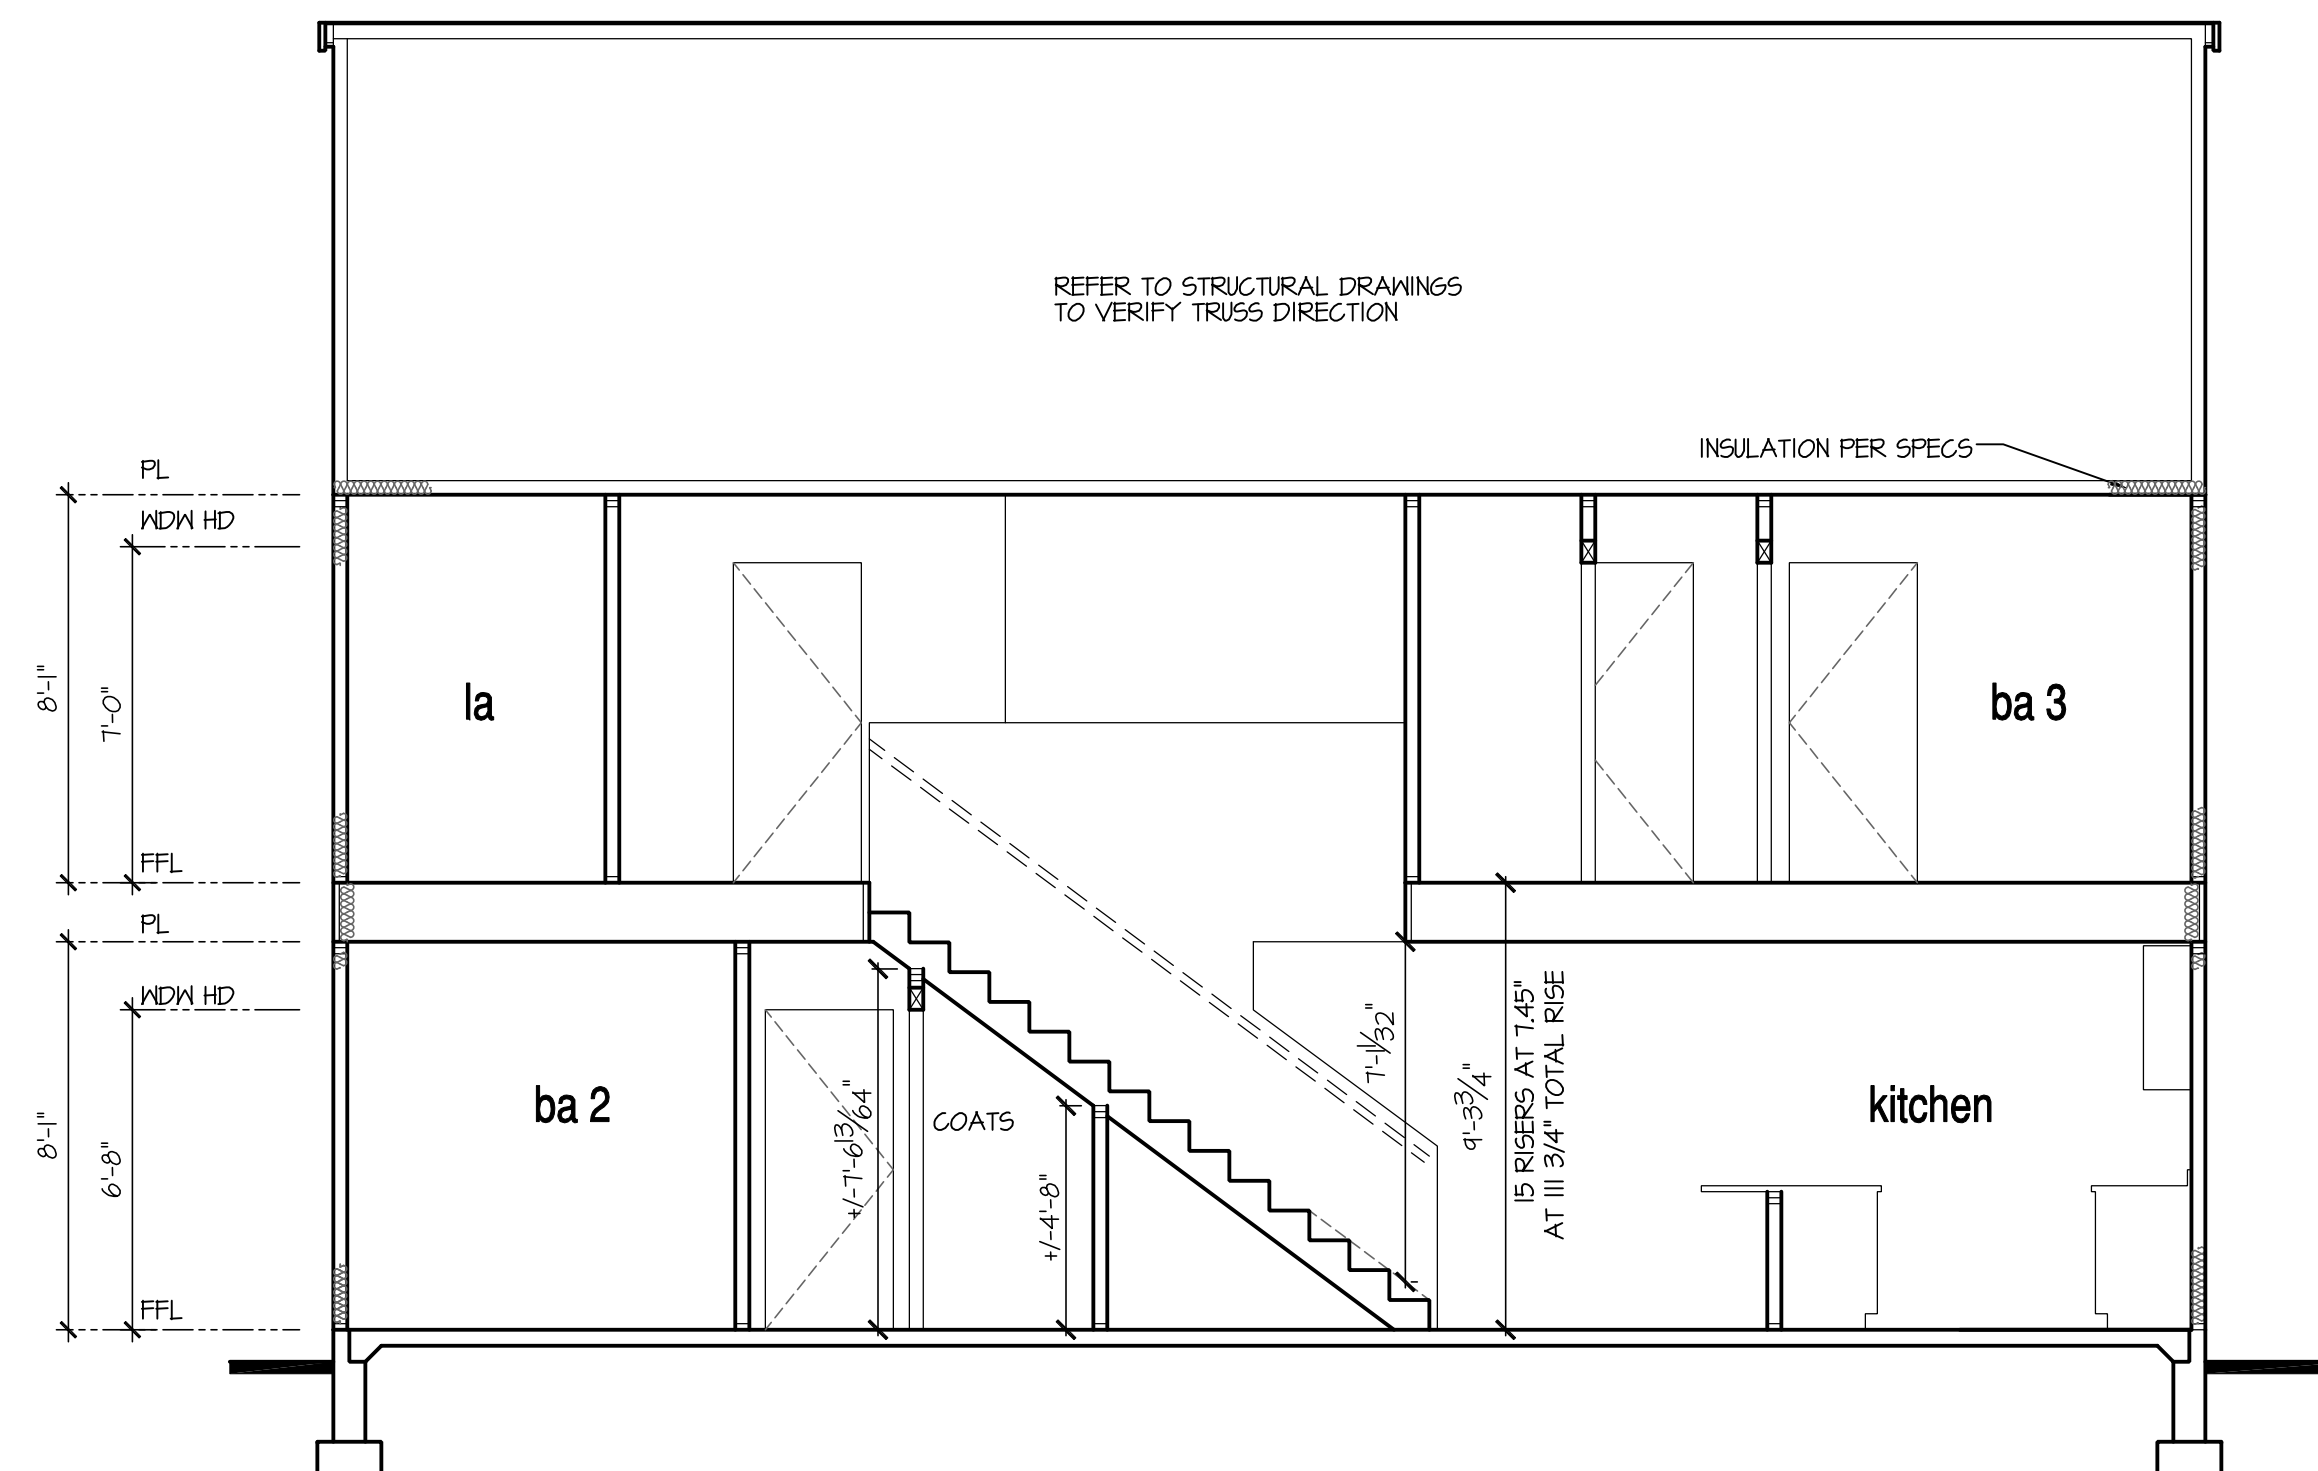 REFER TO STRUCTURAL DRAWINGS
TO VERIFY TRUSS DIRECTION
INSULATION PER SPECS
PL
WDW HD
8'-1"
7'-0"
la
ba 3
FFL
PL
WDW HD
8'-1"
6'-8"
ba 2
+/-7'-6 13/64"
COATS
+/-4'-8"
7'-1 1/32"
9'-3 3/4"
15 RISERS AT 7.45"
AT 111 3/4" TOTAL RISE
kitchen
FFL